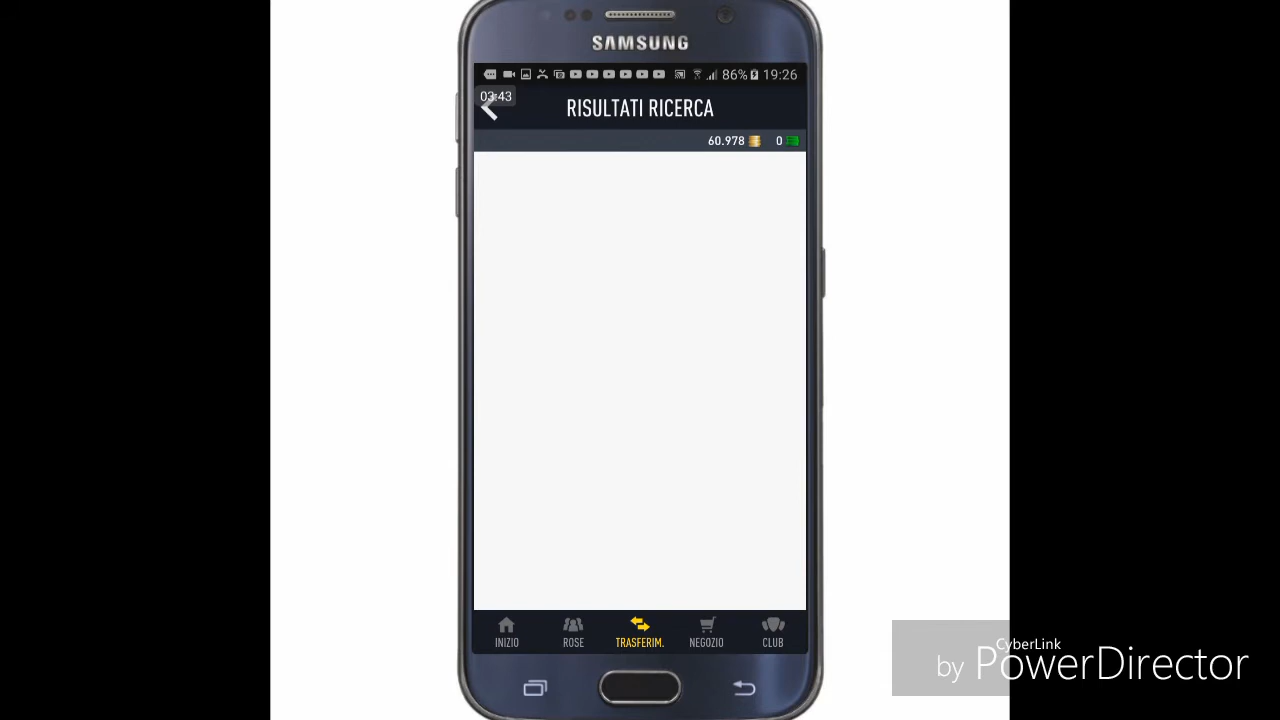 SAMSUNG
86% 19:26
03:43
RISULTATI RICERCA
60.978 0
INIZIO ROSE TRASFERIM. NEGOZIO CLUB
CyberLink
by PowerDirector